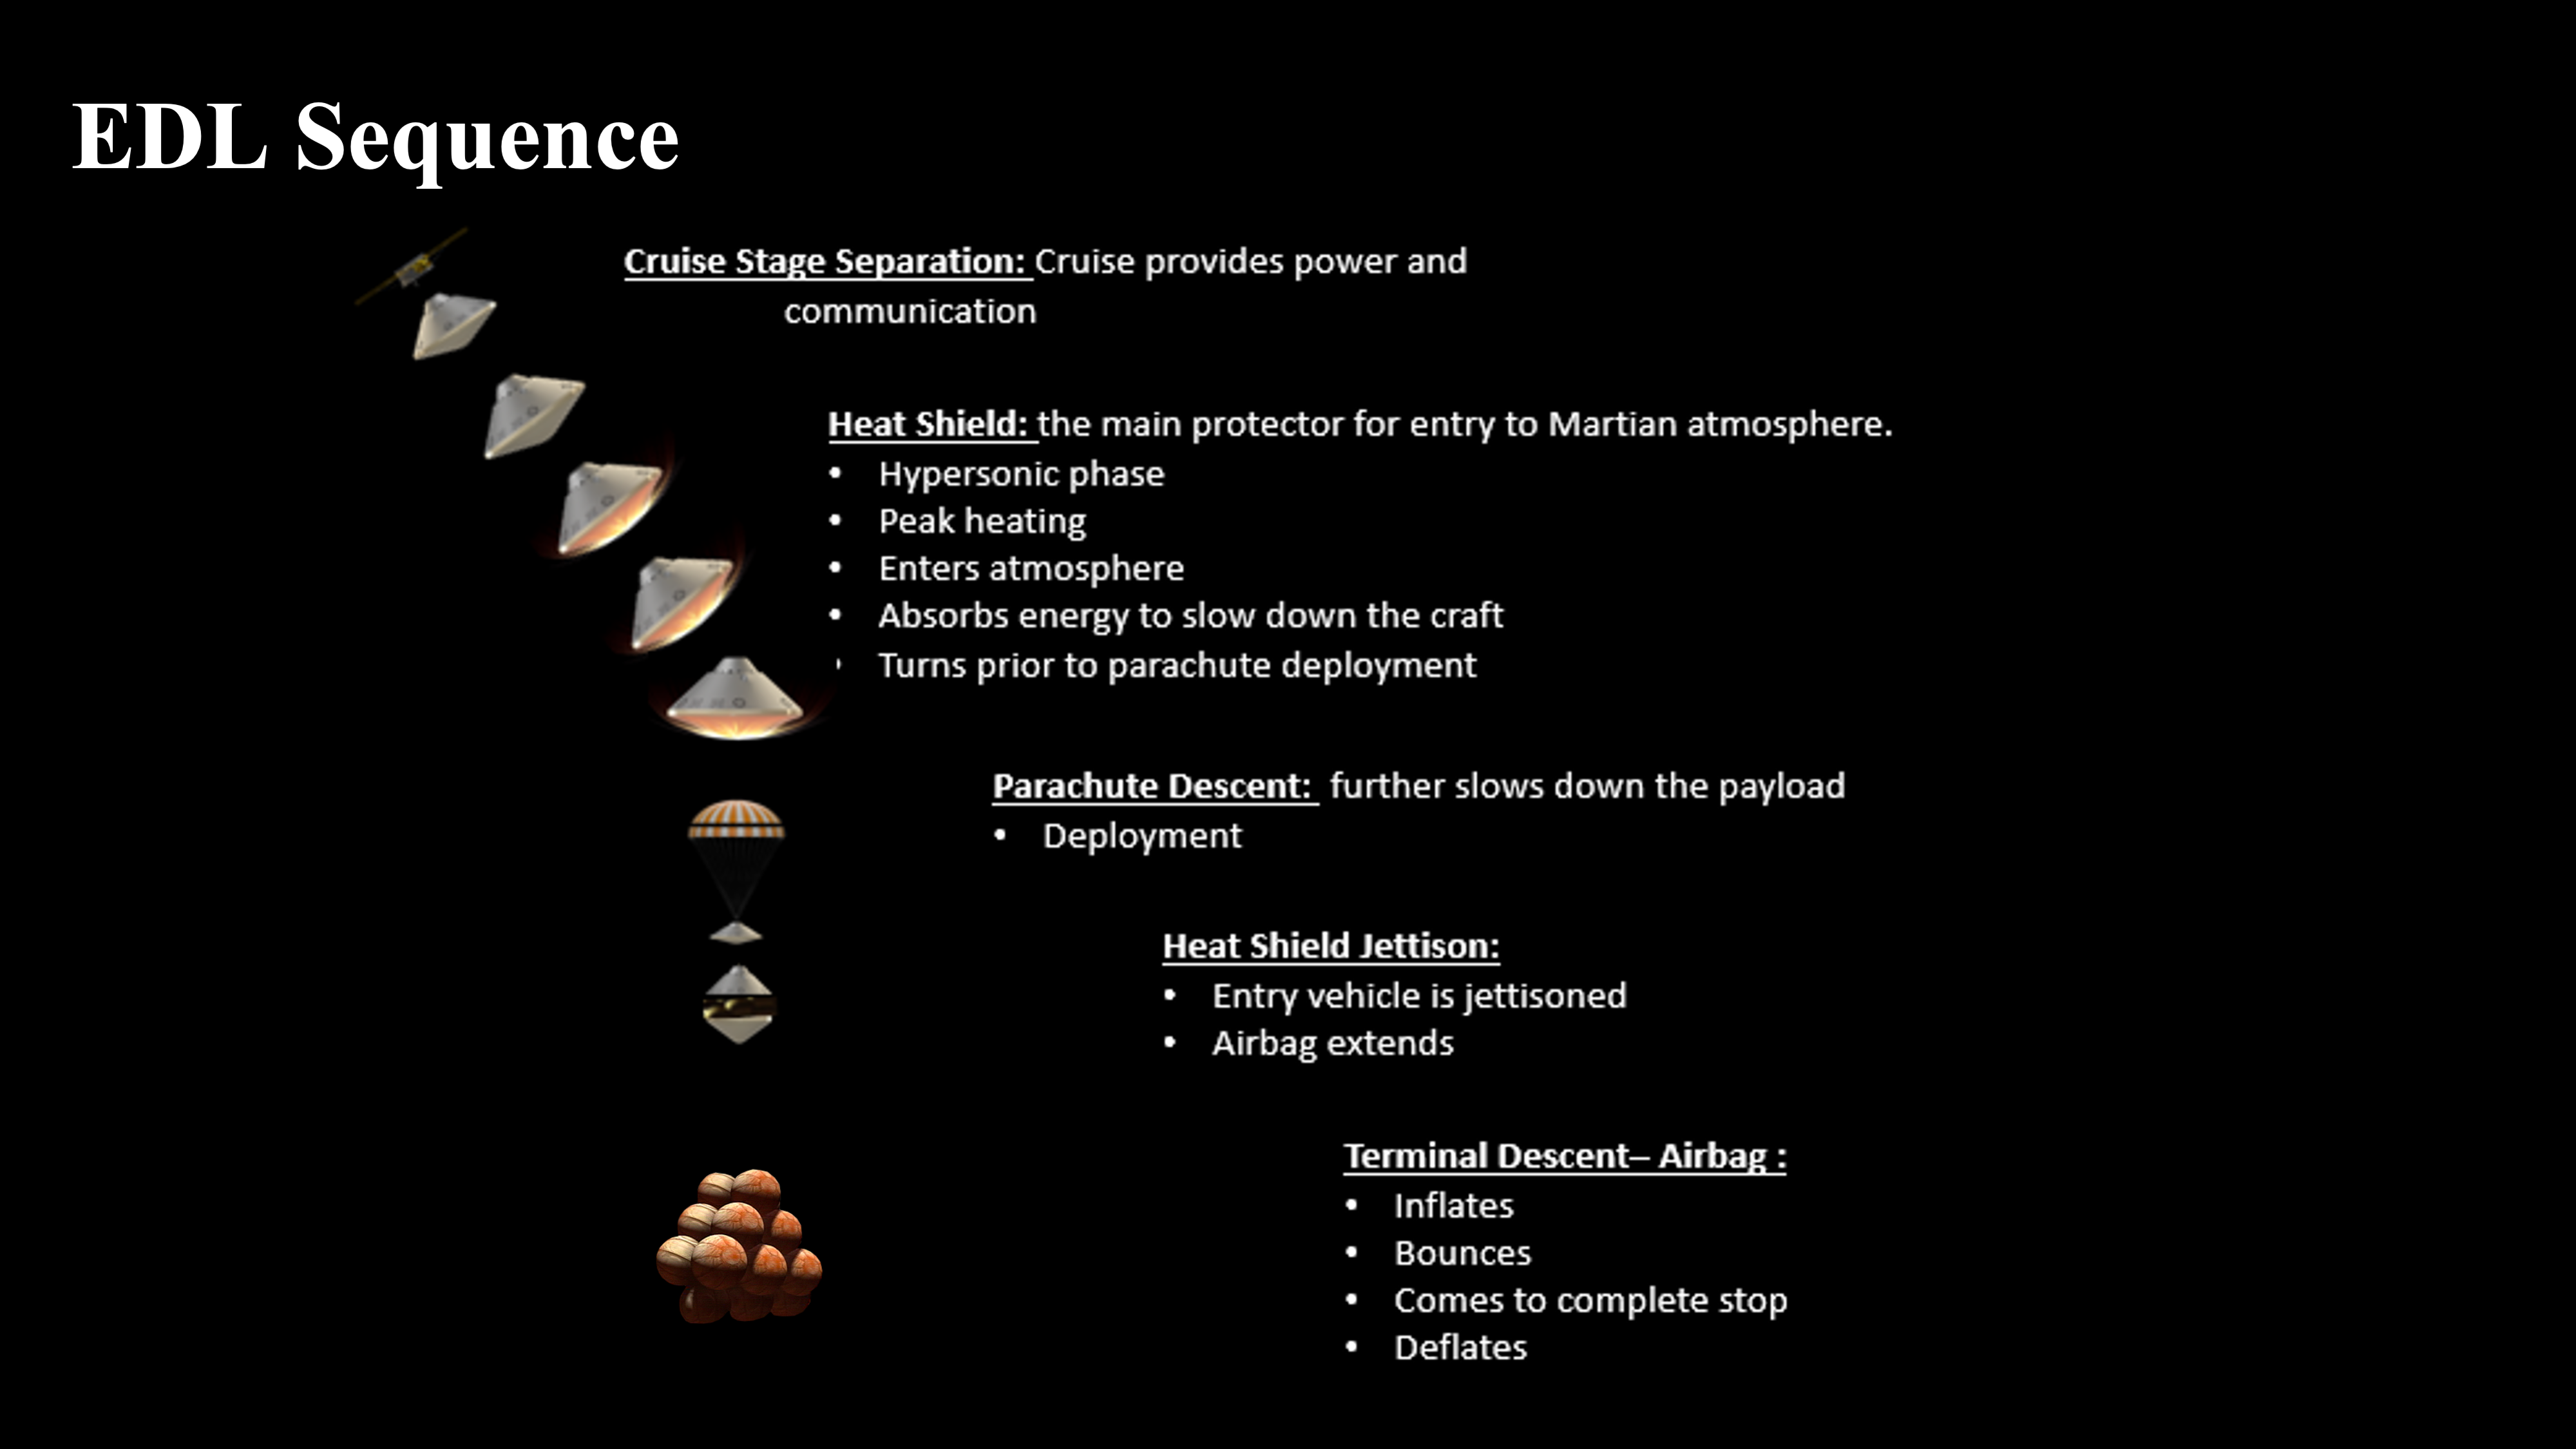 EDL Sequence
Cruise Stage Separation: Cruise provides power and
communication
Heat Shield: the main protector for entry to Martian atmosphere.
• Hypersonic phase
• Peak heating
• Enters atmosphere
• Absorbs energy to slow down the craft
• Turns prior to parachute deployment
Parachute Descent: further slows down the payload
• Deployment
Heat Shield Jettison:
• Entry vehicle is jettisoned
• Airbag extends
Terminal Descent– Airbag :
• Inflates
• Bounces
• Comes to complete stop
• Deflates